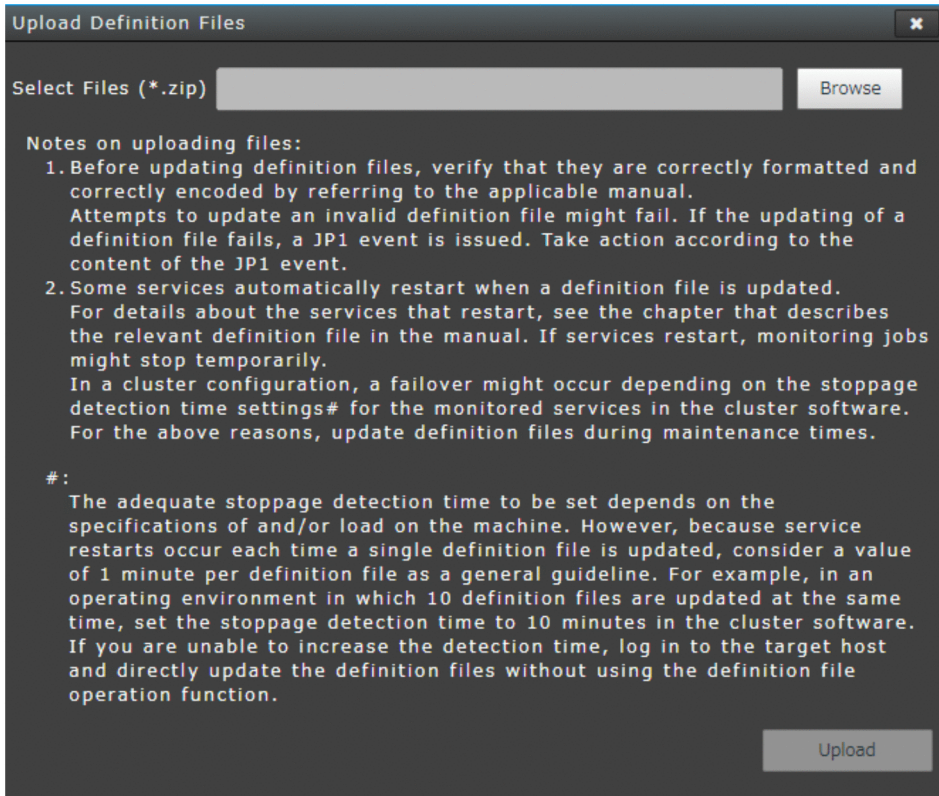 Upload Definition Files
Select Files (*.zip)
Browse
Notes on uploading files:
1. Before updating definition files, verify that they are correctly formatted and
correctly encoded by referring to the applicable manual.
Attempts to update an invalid definition file might fail. If the updating of a
definition file fails, a JP1 event is issued. Take action according to the
content of the JP1 event.
2. Some services automatically restart when a definition file is updated.
For details about the services that restart, see the chapter that describes
the relevant definition file in the manual. If services restart, monitoring jobs
might stop temporarily.
In a cluster configuration, a failover might occur depending on the stoppage
detection time settings# for the monitored services in the cluster software.
For the above reasons, update definition files during maintenance times.
#:
The adequate stoppage detection time to be set depends on the
specifications of and/or load on the machine. However, because service
restarts occur each time a single definition file is updated, consider a value
of 1 minute per definition file as a general guideline. For example, in an
operating environment in which 10 definition files are updated at the same
time, set the stoppage detection time to 10 minutes in the cluster software.
If you are unable to increase the detection time, log in to the target host
and directly update the definition files without using the definition file
operation function.
Upload